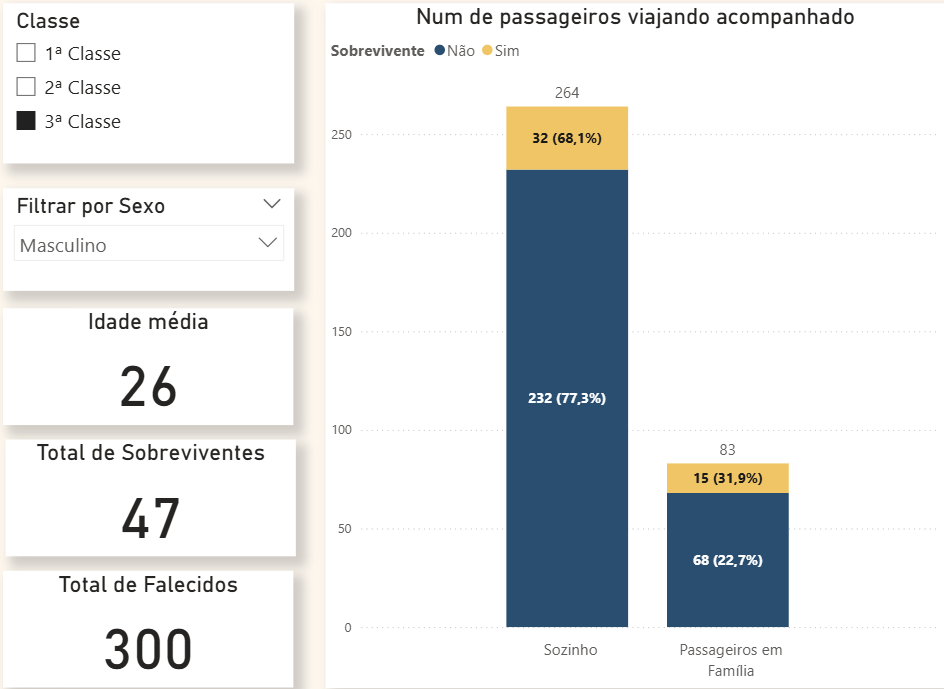 Classe
1ª Classe
2ª Classe
3ª Classe
Filtrar por Sexo
Masculino
Idade média
26
Total de Sobreviventes
47
Total de Falecidos
300
Num de passageiros viajando acompanhado
Sobrevivente Não Sim
264
250
32 (68,1%)
200
150
232 (77,3%)
100
83
15 (31,9%)
50
68 (22,7%)
0
Sozinho
Passageiros em
Família